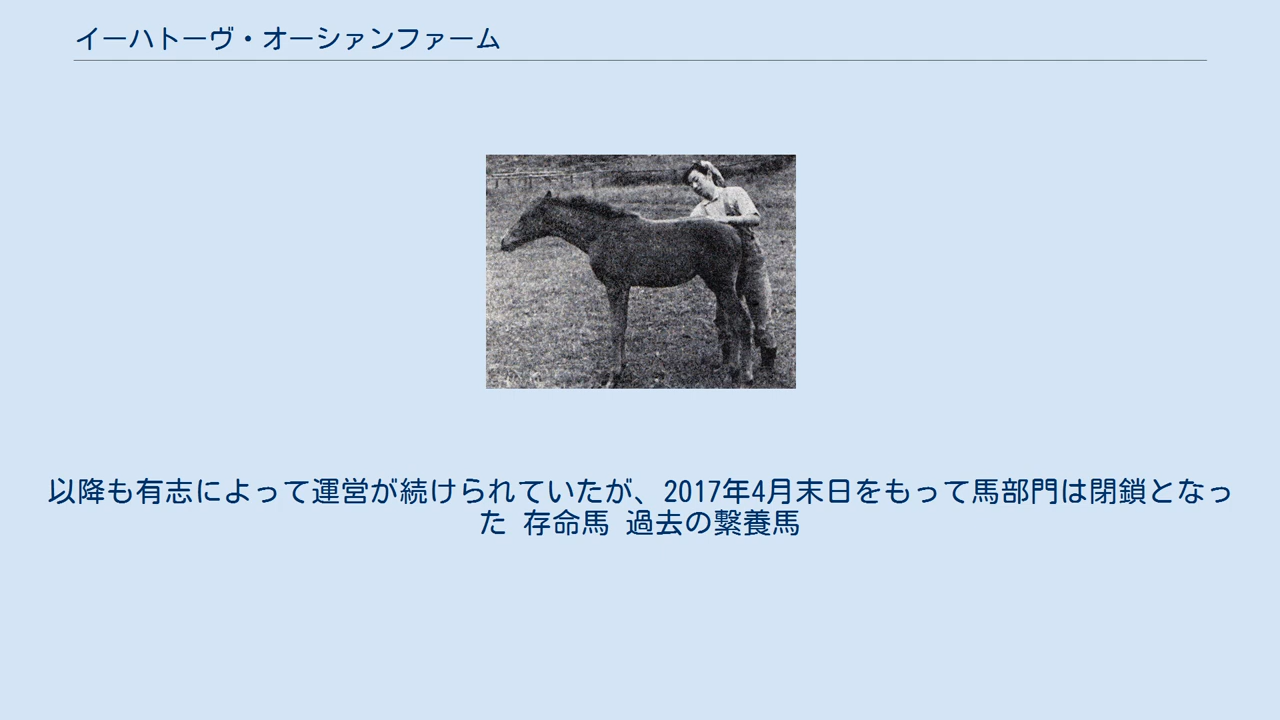 イーハトーヴ・オーシァンファーム
以降も有志によって運営が続けられていたが、2017年4月末日をもって馬部門は閉鎖となっ
た 存命馬 過去の繋養馬